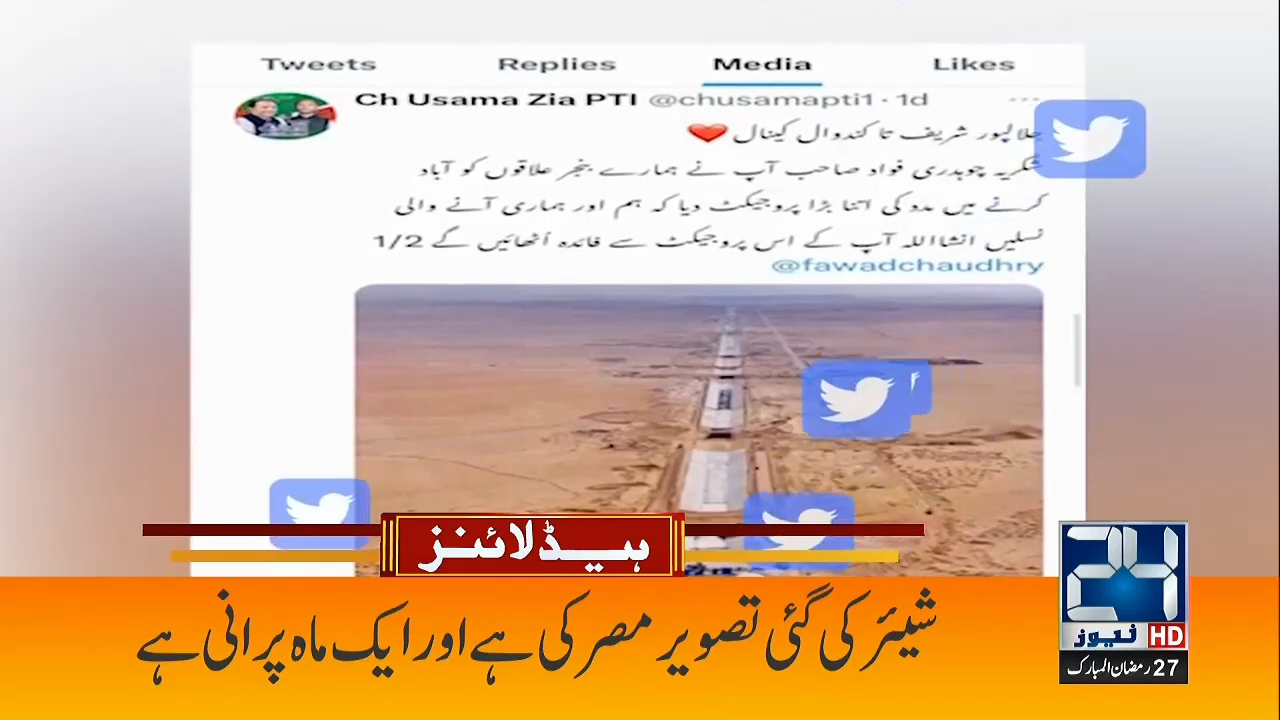 Tweets Replies Media Likes
Ch Usama Zia PTI @chusamapti1 · 1d ...
جلالپور شریف تا کندوال کینال ❤
شکریہ چوہدری فواد صاحب آپ نے ہمارے بنجر علاقوں کو آباد
کرنے میں مدد کی اتنا بڑا پروجیکٹ دیا کہ ہم اور ہماری آنے والی
نسلیں انشااللہ آپ کے اس پروجیکٹ سے فائدہ اُٹھائیں گے 1/2
@fawadchaudhry
ہیڈلائنز
شیئر کی گئی تصویر مصر کی ہے اور ایک ماہ پرانی ہے
24
نیوز HD
27 رمضان المبارک